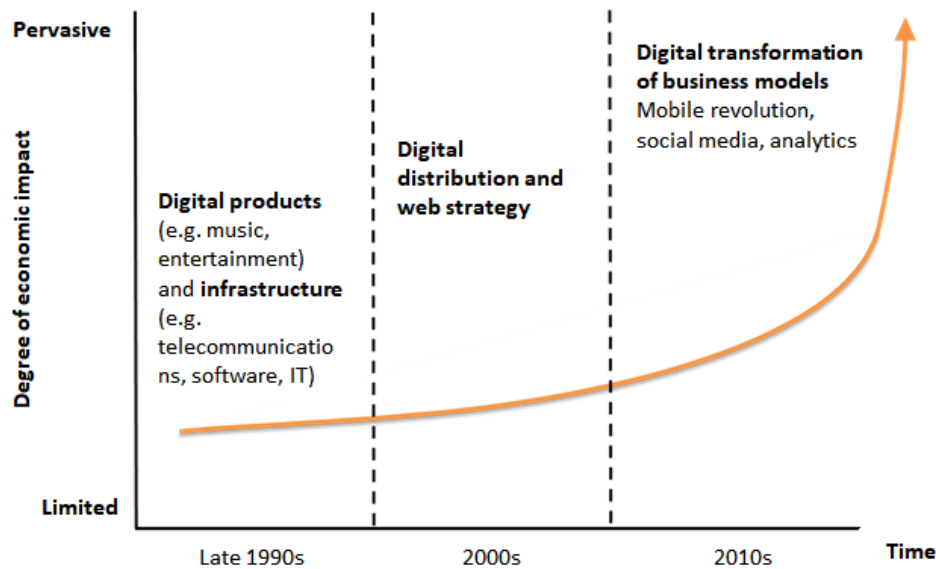 Pervasive
Degree of economic impact
Limited
Digital products
(e.g. music,
entertainment)
and infrastructure
(e.g.
telecommunicatio
ns, software, IT)
Digital
distribution and
web strategy
Digital transformation
of business models
Mobile revolution,
social media, analytics
Late 1990s
2000s
2010s
Time